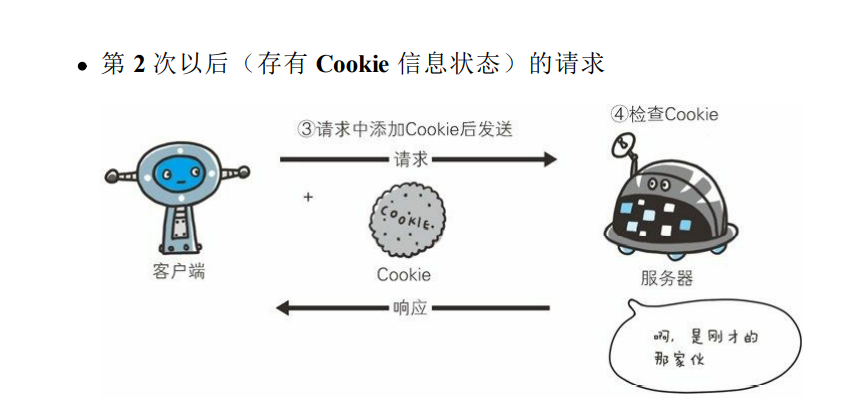 ● 第 2 次以后（存有 Cookie 信息状态）的请求
③请求中添加Cookie后发送
④检查Cookie
请求
+
COOKIE.
客户端
Cookie
服务器
响应
啊，是刚才的
那家伙